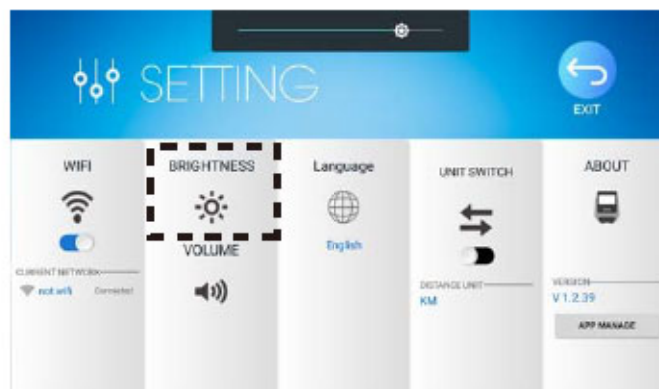 SETTING
EXIT
WIFI
CURRENT NETWORK
not wifi Connected
BRIGHTNESS
VOLUME
Language
English
UNIT SWITCH
DISTANCE UNIT
KM
ABOUT
VERSION
V 1.2.39
APP MANAGE